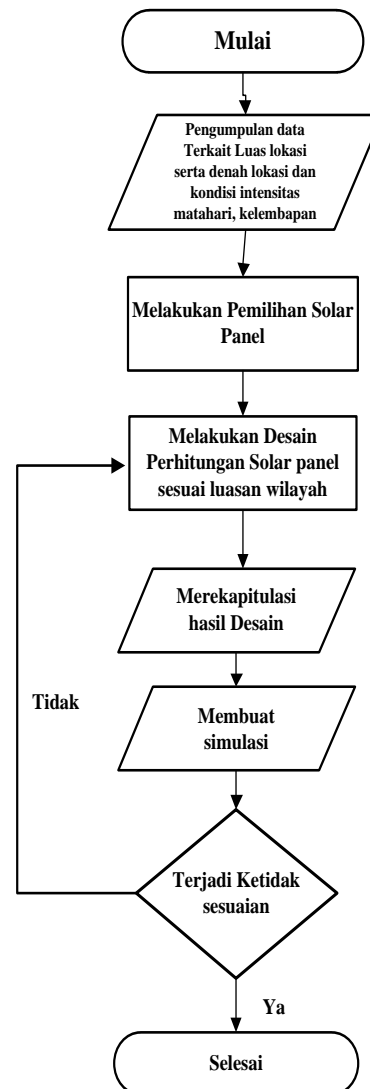 Mulai
Pengumpulan data
Terkait Luas lokasi
serta denah lokasi dan
kondisi intensitas
matahari, kelembapan
Melakukan Pemilihan Solar
Panel
Melakukan Desain
Perhitungan Solar panel
sesuai luasan wilayah
Merekapitulasi
hasil Desain
Tidak
Membuat
simulasi
Terjadi Ketidak
sesuaian
Ya
Selesai